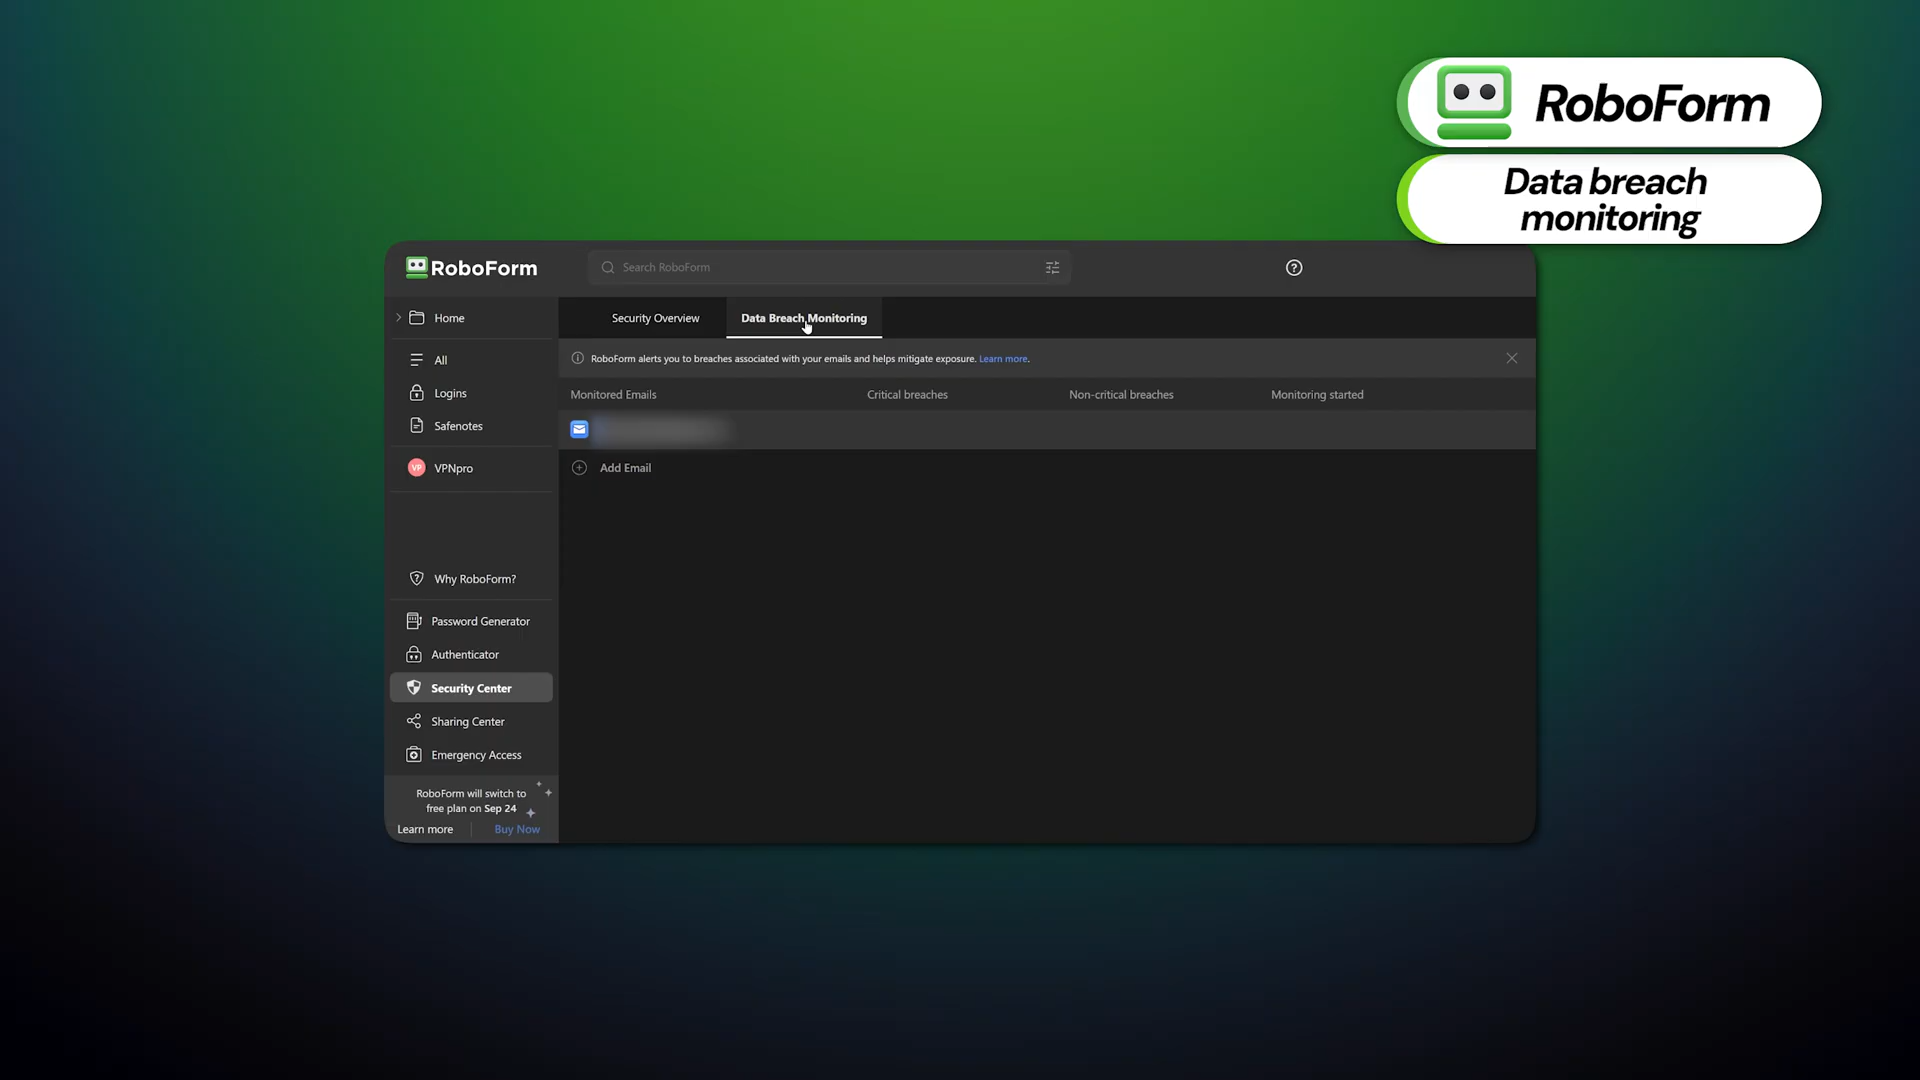 RoboForm
Data breach
monitoring
RoboForm
Search RoboForm
Home
All
Logins
Safenotes
VP
VPNpro
Why RoboForm?
Password Generator
Authenticator
Security Center
Sharing Center
Emergency Access
RoboForm will switch to
free plan on Sep 24
Learn more
Buy Now
Security Overview
Data Breach Monitoring
RoboForm alerts you to breaches associated with your emails and helps mitigate exposure. Learn more.
Monitored Emails
Critical breaches
Non-critical breaches
Monitoring started
Add Email